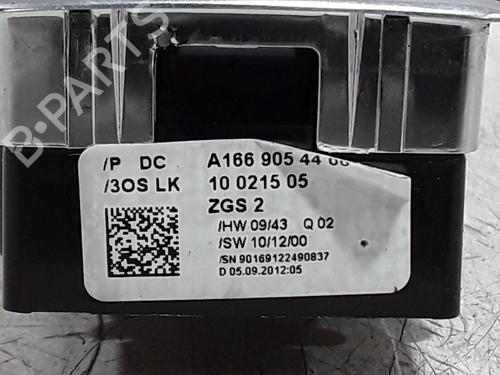 B-PARTS
/P DC A166 905 44
/3OS LK 10 0215 05
ZGS 2
/HW 09/43 Q 02
/SW 10/12/00
/SN 90169122490837
D 05.09.2012:05